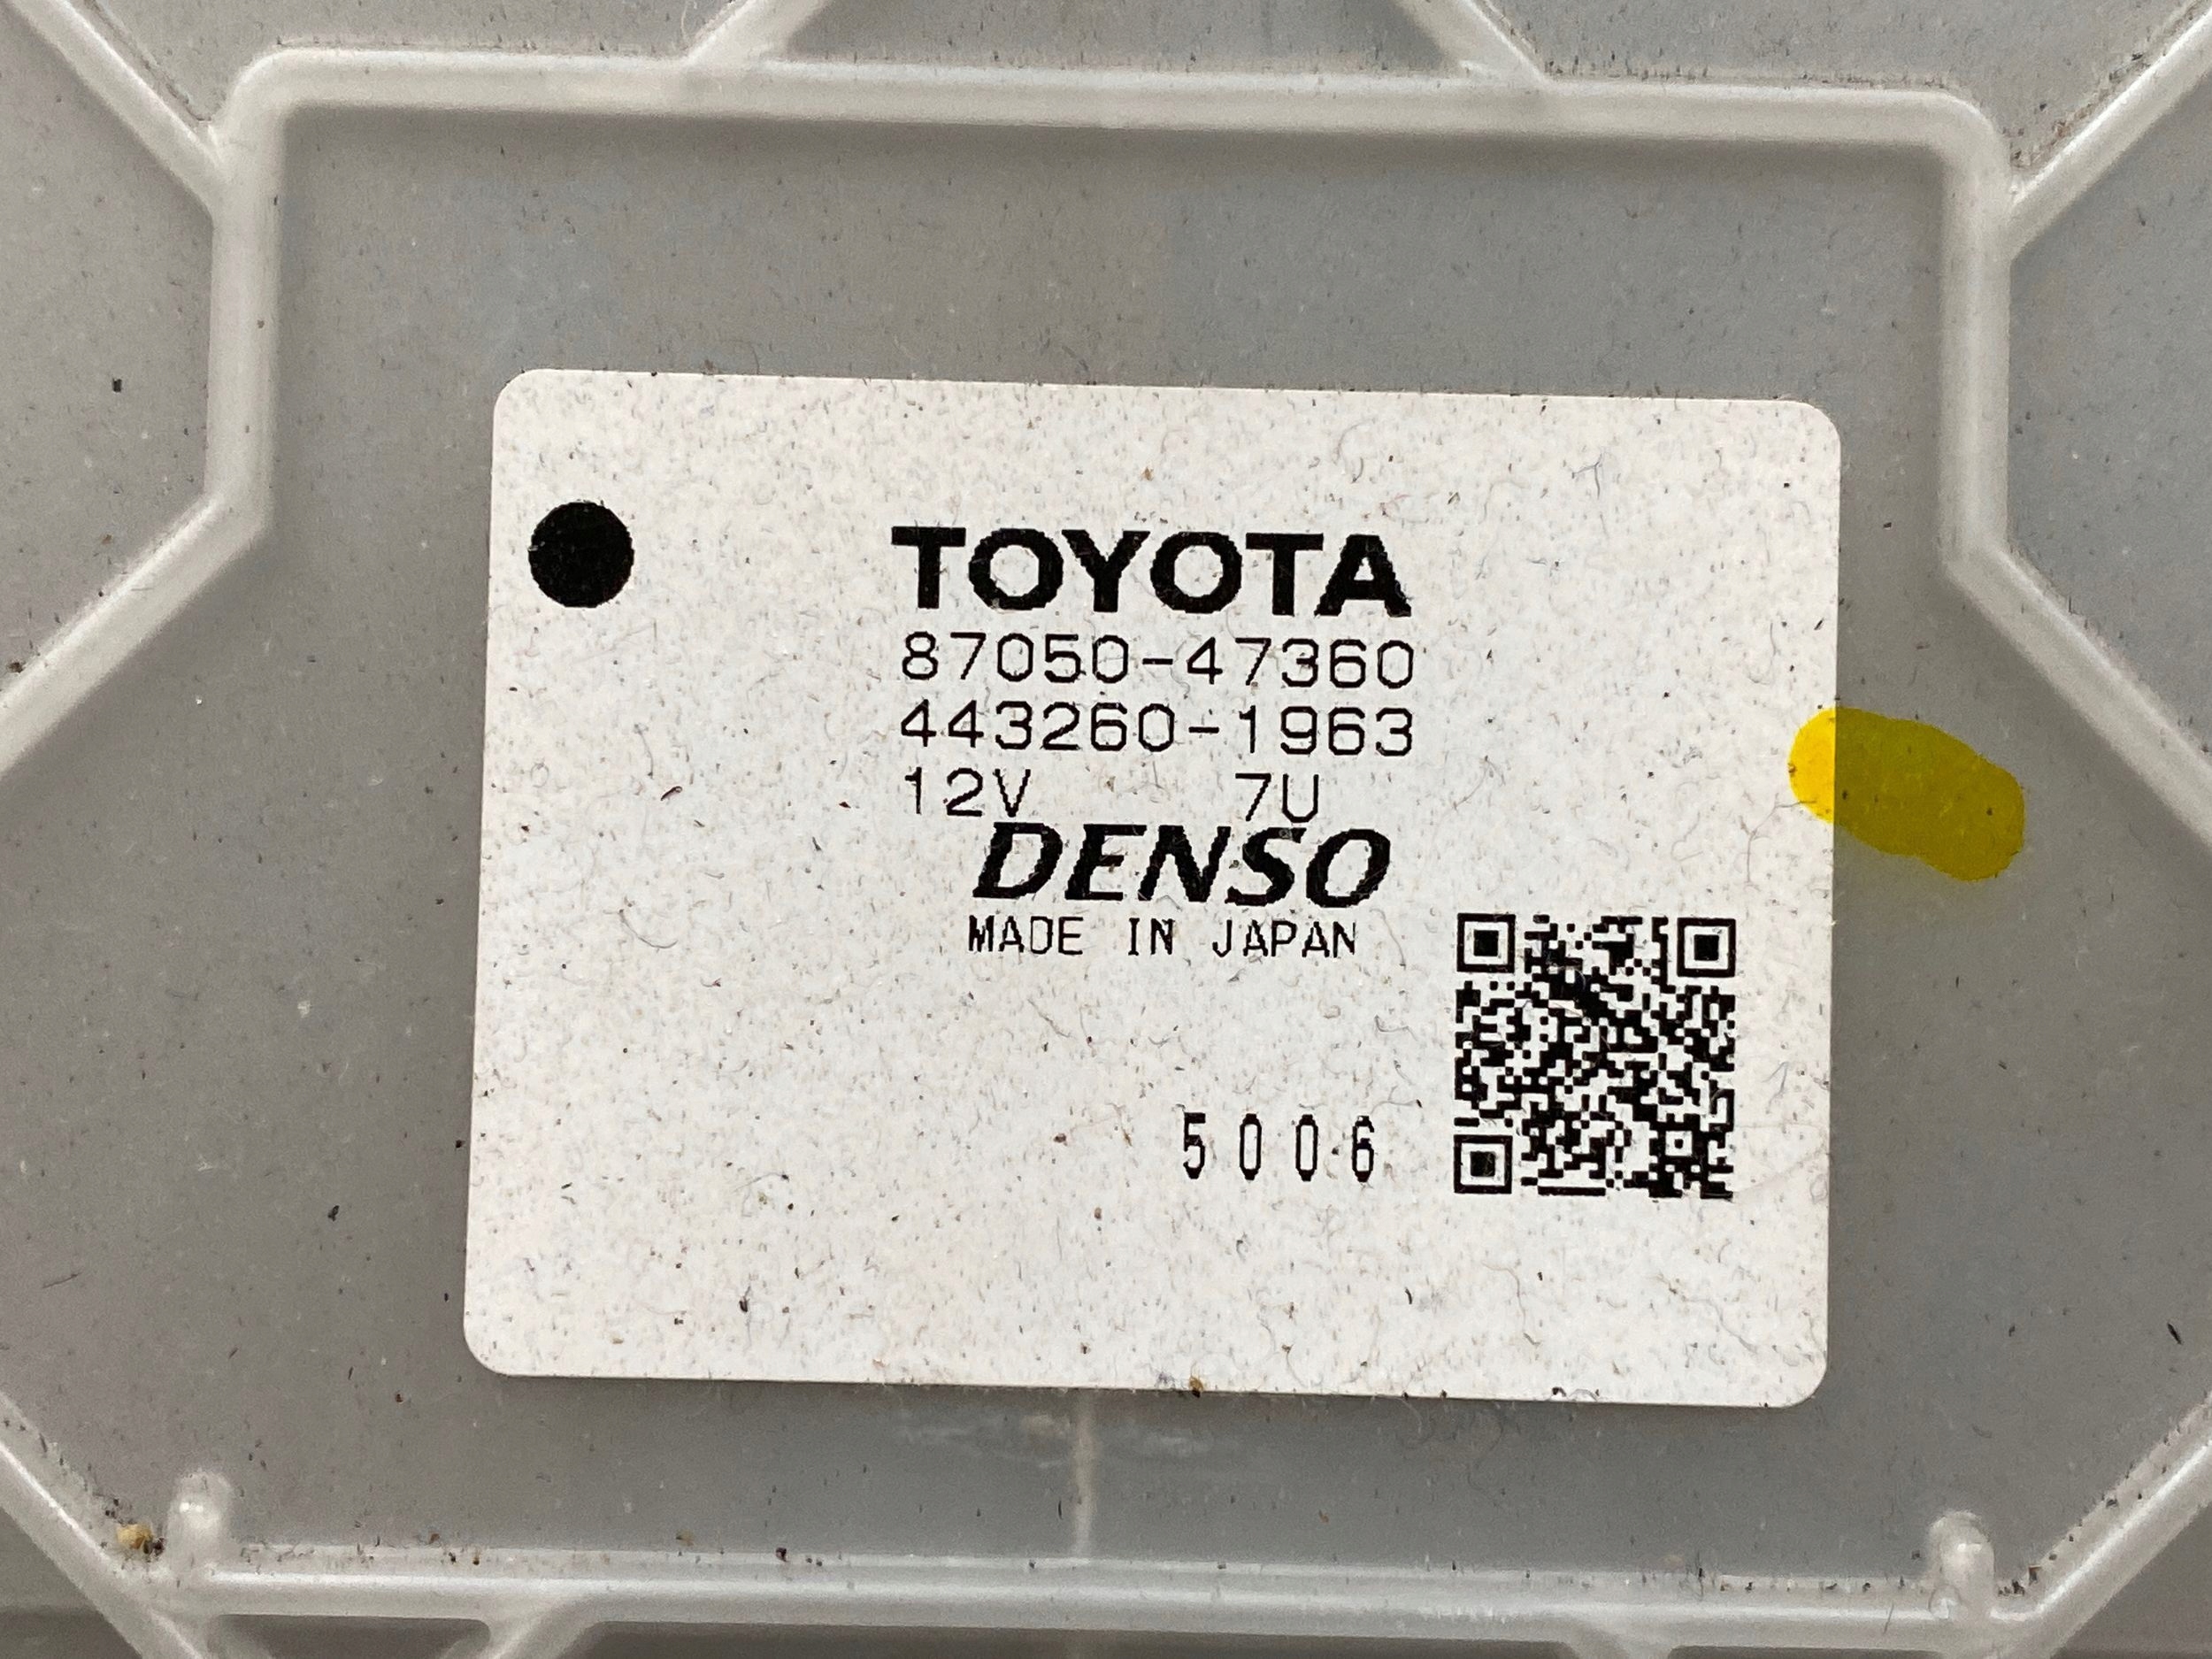 TOYOTA
87050-47360
443260-1963
12V 7U
DENSO
MADE IN JAPAN
5006